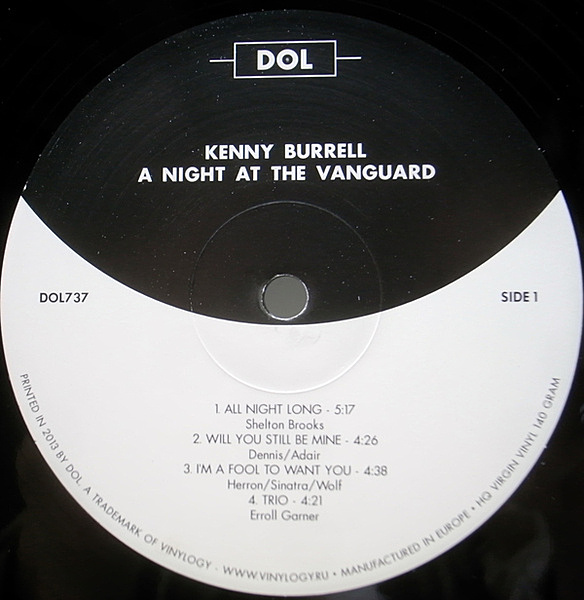 DOL
KENNY BURRELL
A NIGHT AT THE VANGUARD
DOL737
SIDE 1
1. ALL NIGHT LONG - 5:17
Shelton Brooks
2. WILL YOU STILL BE MINE - 4:26
Dennis/Adair
3. I'M A FOOL TO WANT YOU - 4:38
Herron/Sinatra/Wolf
4. TRIO - 4:21
Erroll Garner
PRINTED IN 2013 BY DOL. A TRADEMARK OF VINYLOGY - WWW.VINYLOGY.RU • MANUFACTURED IN EUROPE • HQ VIRGIN VINYL 140 GRAM